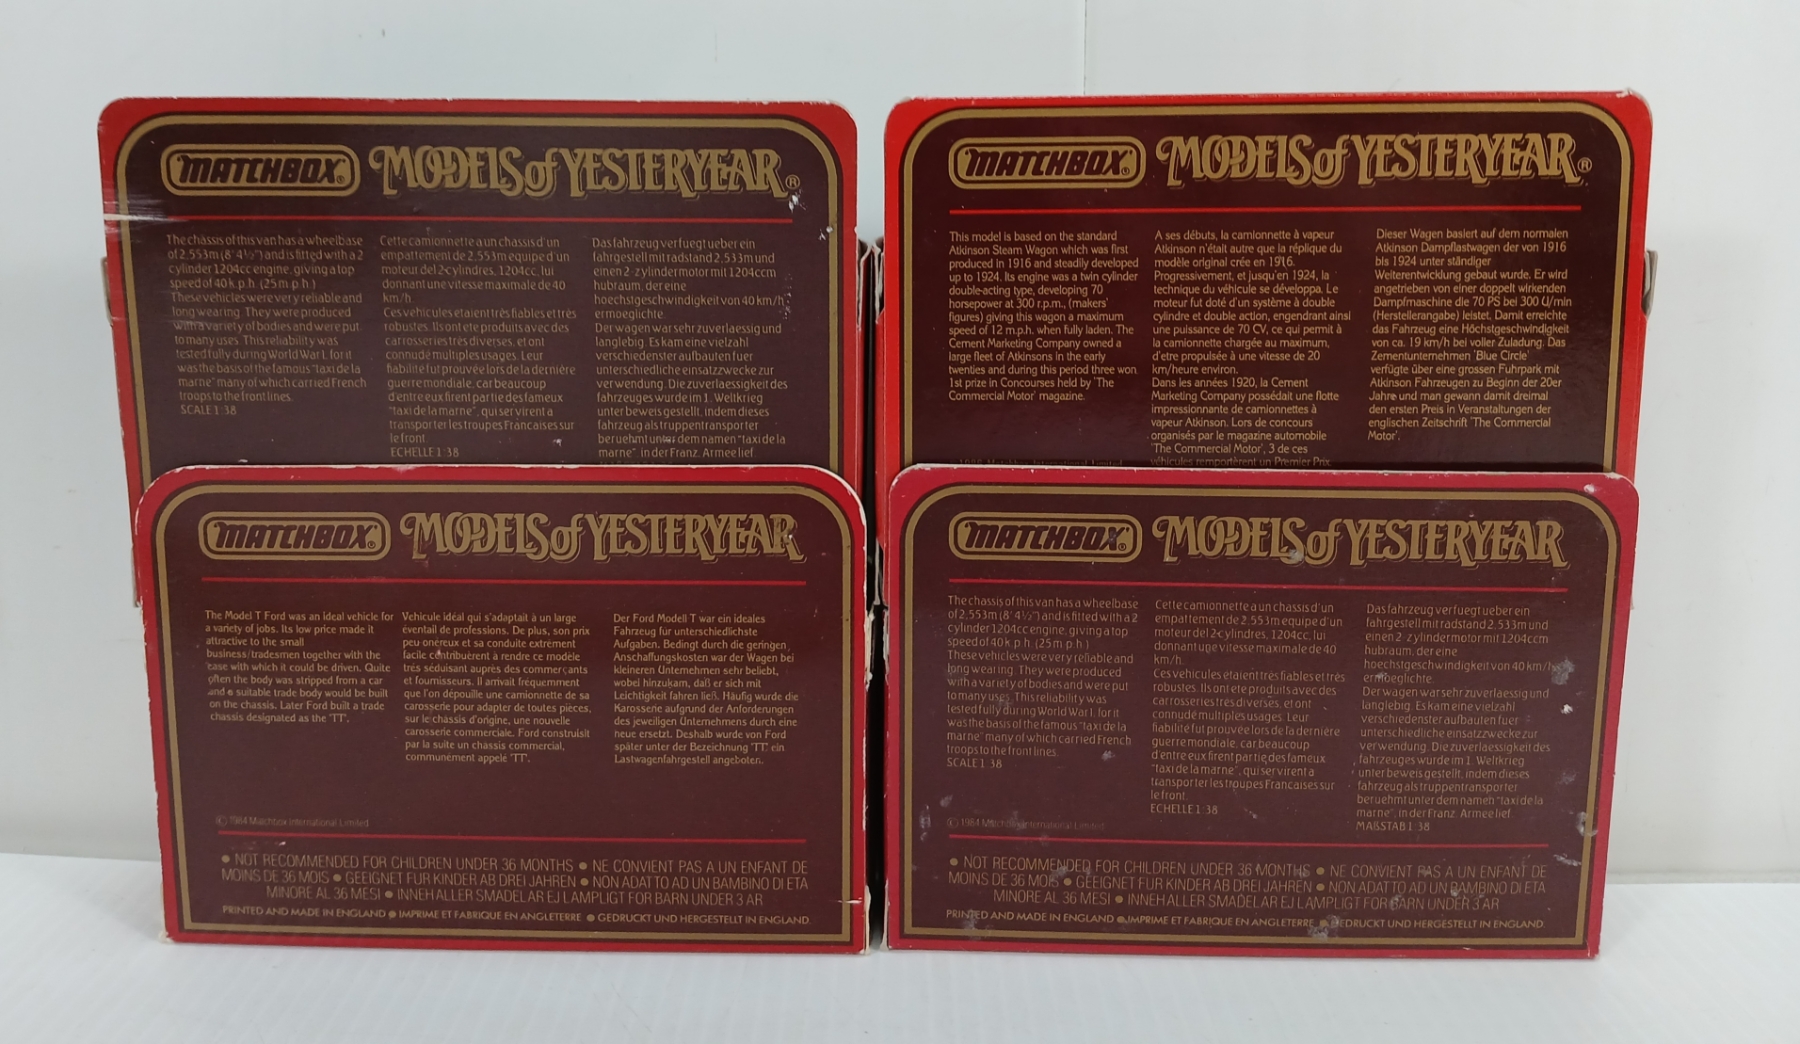 MATCHBOX® MODELS of YESTERYEAR®
The chassis of this van has a wheelbase
of 2.553m (8' 4½") and is fitted with a 2
cylinder 1204cc engine, giving a top
speed of 40 k.p.h. (25 m.p.h.)
These vehicles were very reliable and
long wearing. They were produced
with a variety of bodies and were put
to many uses. This reliability was
tested fully during World War I, for it
was the basis of the famous "taxi de la
marne" many of which carried French
troops to the front lines.
SCALE 1:38
Cette camionnette a un chassis d'un
empattement de 2.553m equipe d'un
moteur del 2 cylindres, 1204cc, lui
donnant une vitesse maximale de 40
km/h.
Ces vehicules etaient très fiables et très
robustes. Ils ont ete produits avec des
carrosseries très diverses, et ont
connu de multiples usages. Leur
fiabilité fut prouvée lors de la dernière
guerre mondiale, car beaucoup
d'entre eux firent partie des fameux
"taxi de la marne", qui servirent a
transporter les troupes Francaises sur
le front.
ECHELLE 1:38
Das fahrzeug verfuegt ueber ein
fahrgestell mit radstand 2,533m und
einen 2-zylindermotor mit 1204ccm
hubraum, der eine
hoechstgeschwindigkeit von 40 km/h
ermoeglichte.
Der wagen war sehr zuverlaessig und
langlebig. Es kam eine vielzahl
verschiedenster aufbauten fuer
unterschiedliche einsatzzwecke zur
verwendung. Die zuverlaessigkeit des
fahrzeuges wurde im 1. Weltkrieg
unter beweis gestellt, indem dieses
fahrzeug als truppentransporter
beruehmt unter dem namen "taxi de la
marne", in der Franz. Armee lief.
MATCHBOX® MODELS of YESTERYEAR®
This model is based on the standard
Atkinson Steam Wagon which was first
produced in 1916 and steadily developed
up to 1924. Its engine was a twin cylinder
double-acting type, developing 70
horsepower at 300 r.p.m., (makers'
figures) giving this wagon a maximum
speed of 12 m.p.h. when fully laden. The
Cement Marketing Company owned a
large fleet of Atkinsons in the early
twenties and during this period three won
1st prize in Concourses held by 'The
Commercial Motor' magazine.
A ses débuts, la camionnette à vapeur
Atkinson n'était autre que la réplique du
modèle original crée en 1916.
Progressivement, et jusqu'en 1924, la
technique du véhicule se développa. Le
moteur fut doté d'un système à double
cylindre et double action, engendrant ainsi
une puissance de 70 CV, ce qui permit à
la camionnette chargée au maximum,
d'etre propulsée à une vitesse de 20
km/heure environ.
Dans les années 1920, la Cement
Marketing Company possédait une flotte
impressionnante de camionnettes à
vapeur Atkinson. Lors de concours
organisés par le magazine automobile
'The Commercial Motor', 3 de ces
véhicules remportèrent un Premier Prix.
Dieser Wagen basiert auf dem normalen
Atkinson Dampflastwagen der von 1916
bis 1924 unter ständiger
Weiterentwicklung gebaut wurde. Er wird
angetrieben von einer doppelt wirkenden
Dampfmaschine die 70 PS bei 300 U/min
(Herstellerangabe) leistet. Damit erreichte
das Fahrzeug eine Höchstgeschwindigkeit
von ca. 19 km/h bei voller Zuladung. Das
Zementunternehmen 'Blue Circle'
verfügte über eine grossen Fuhrpark mit
Atkinson Fahrzeugen zu Beginn der 20er
Jahre und man gewann damit dreimal
den ersten Preis in Veranstaltungen der
englischen Zeitschrift 'The Commercial
Motor'.
MATCHBOX® MODELS of YESTERYEAR
The Model T Ford was an ideal vehicle for
a variety of jobs. Its low price made it
attractive to the small
business/tradesmen together with the
ease with which it could be driven. Quite
often the body was stripped from a car
and a suitable trade body would be built
on the chassis. Later Ford built a trade
chassis designated as the 'TT'.
Vehicule idéal qui s'adaptait à un large
éventail de professions. De plus, son prix
peu onéreux et sa conduite extrèment
facile contribuèrent à rendre ce modèle
très séduisant auprès des commerçants
et fournisseurs. Il arrivait fréquemment
que l'on dépouille une camionnette de sa
carosserie pour adapter de toutes pieces,
sur le chassis d'origine, une nouvelle
carosserie commerciale. Ford construisit
par la suite un chassis commercial,
communément appele 'TT'.
Der Ford Modell T war ein ideales
Fahrzeug für unterschiedlichste
Aufgaben. Bedingt durch die geringen
Anschaffungskosten war der Wagen bei
kleineren Unternehmen sehr beliebt,
wobei hinzukam, daß er sich mit
Leichtigkeit fahren ließ. Häufig wurde die
Karosserie aufgrund der Anforderungen
des jeweiligen Unternehmens durch eine
neue ersetzt. Deshalb wurde von Ford
später unter der Bezeichnung 'TT' ein
Lastwagenfahrgestell angeboten.
© 1984 Matchbox International Limited
● NOT RECOMMENDED FOR CHILDREN UNDER 36 MONTHS ● NE CONVIENT PAS A UN ENFANT DE
MOINS DE 36 MOIS ● GEEIGNET FUR KINDER AB DREI JAHREN ● NON ADATTO AD UN BAMBINO DI ETA
MINORE AL 36 MESI ● INNEHALLER SMADELAR EJ LAMPLIGT FOR BARN UNDER 3 AR
PRINTED AND MADE IN ENGLAND ● IMPRIME ET FABRIQUE EN ANGLETERRE ● GEDRUCKT UND HERGESTELLT IN ENGLAND.
MATCHBOX® MODELS of YESTERYEAR
The chassis of this van has a wheelbase
of 2.553m (8' 4½") and is fitted with a 2
cylinder 1204cc engine, giving a top
speed of 40 k.p.h. (25 m.p.h.)
These vehicles were very reliable and
long wearing. They were produced
with a variety of bodies and were put
to many uses. This reliability was
tested fully during World War I, for it
was the basis of the famous "taxi de la
marne" many of which carried French
troops to the front lines.
SCALE 1:38
Cette camionnette a un chassis d'un
empattement de 2.553m equipe d'un
moteur del 2 cylindres, 1204cc, lui
donnant une vitesse maximale de 40
km/h.
Ces vehicules etaient très fiables et très
robustes. Ils ont ete produits avec des
carrosseries très diverses, et ont
connu de multiples usages. Leur
fiabilité fut prouvée lors de la dernière
guerre mondiale, car beaucoup
d'entre eux firent partie des fameux
"taxi de la marne", qui servirent a
transporter les troupes Francaises sur
le front.
ECHELLE 1:38
Das fahrzeug verfuegt ueber ein
fahrgestell mit radstand 2,533m und
einen 2-zylindermotor mit 1204ccm
hubraum, der eine
hoechstgeschwindigkeit von 40 km/h
ermoeglichte.
Der wagen war sehr zuverlaessig und
langlebig. Es kam eine vielzahl
verschiedenster aufbauten fuer
unterschiedliche einsatzzwecke zur
verwendung. Die zuverlaessigkeit des
fahrzeuges wurde im 1. Weltkrieg
unter beweis gestellt, indem dieses
fahrzeug als truppentransporter
beruehmt unter dem namen "taxi de la
marne", in der Franz. Armee lief.
MAßSTAB 1:38
© 1984 Matchbox International Limited
● NOT RECOMMENDED FOR CHILDREN UNDER 36 MONTHS ● NE CONVIENT PAS A UN ENFANT DE
MOINS DE 36 MOIS ● GEEIGNET FUR KINDER AB DREI JAHREN ● NON ADATTO AD UN BAMBINO DI ETA
MINORE AL 36 MESI ● INNEHALLER SMADELAR EJ LAMPLIGT FOR BARN UNDER 3 AR
PRINTED AND MADE IN ENGLAND ● IMPRIME ET FABRIQUE EN ANGLETERRE ● GEDRUCKT UND HERGESTELLT IN ENGLAND.